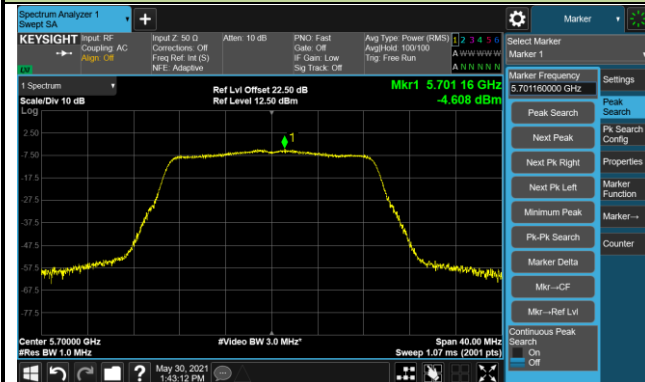 Spectrum Analyzer 1
Swept SA
+
Marker
KEYSIGHT
Input: RF
Coupling: AC
Align: Off
Input Z: 50 Ω
Corrections: Off
Freq Ref: Int (S)
NFE: Adaptive
Atten: 10 dB
PNO: Fast
Gate: Off
IF Gain: Low
Sig Track: Off
Avg Type: Power (RMS)
Avg|Hold: 100/100
Trig: Free Run
1 2 3 4 5 6
A W W W W W
A N N N N N
Select Marker
Marker 1
1 Spectrum
Scale/Div 10 dB
Log
Ref Lvl Offset 22.50 dB
Ref Level 12.50 dBm
Mkr1 5.701 16 GHz
-4.608 dBm
Marker Frequency
5.701160000 GHz
Peak Search
Next Peak
Next Pk Right
Next Pk Left
Minimum Peak
Pk-Pk Search
Marker Delta
Mkr→CF
Mkr→Ref Lvl
Continuous Peak
Search
On
Off
Settings
Peak
Search
Pk Search
Config
Properties
Marker
Function
Marker→
Counter
1
2.50
-7.50
-17.5
-27.5
-37.5
-47.5
-57.5
-67.5
-77.5
Center 5.70000 GHz
#Res BW 1.0 MHz
#Video BW 3.0 MHz*
Span 40.00 MHz
Sweep 1.07 ms (2001 pts)
?
May 30, 2021
1:43:12 PM